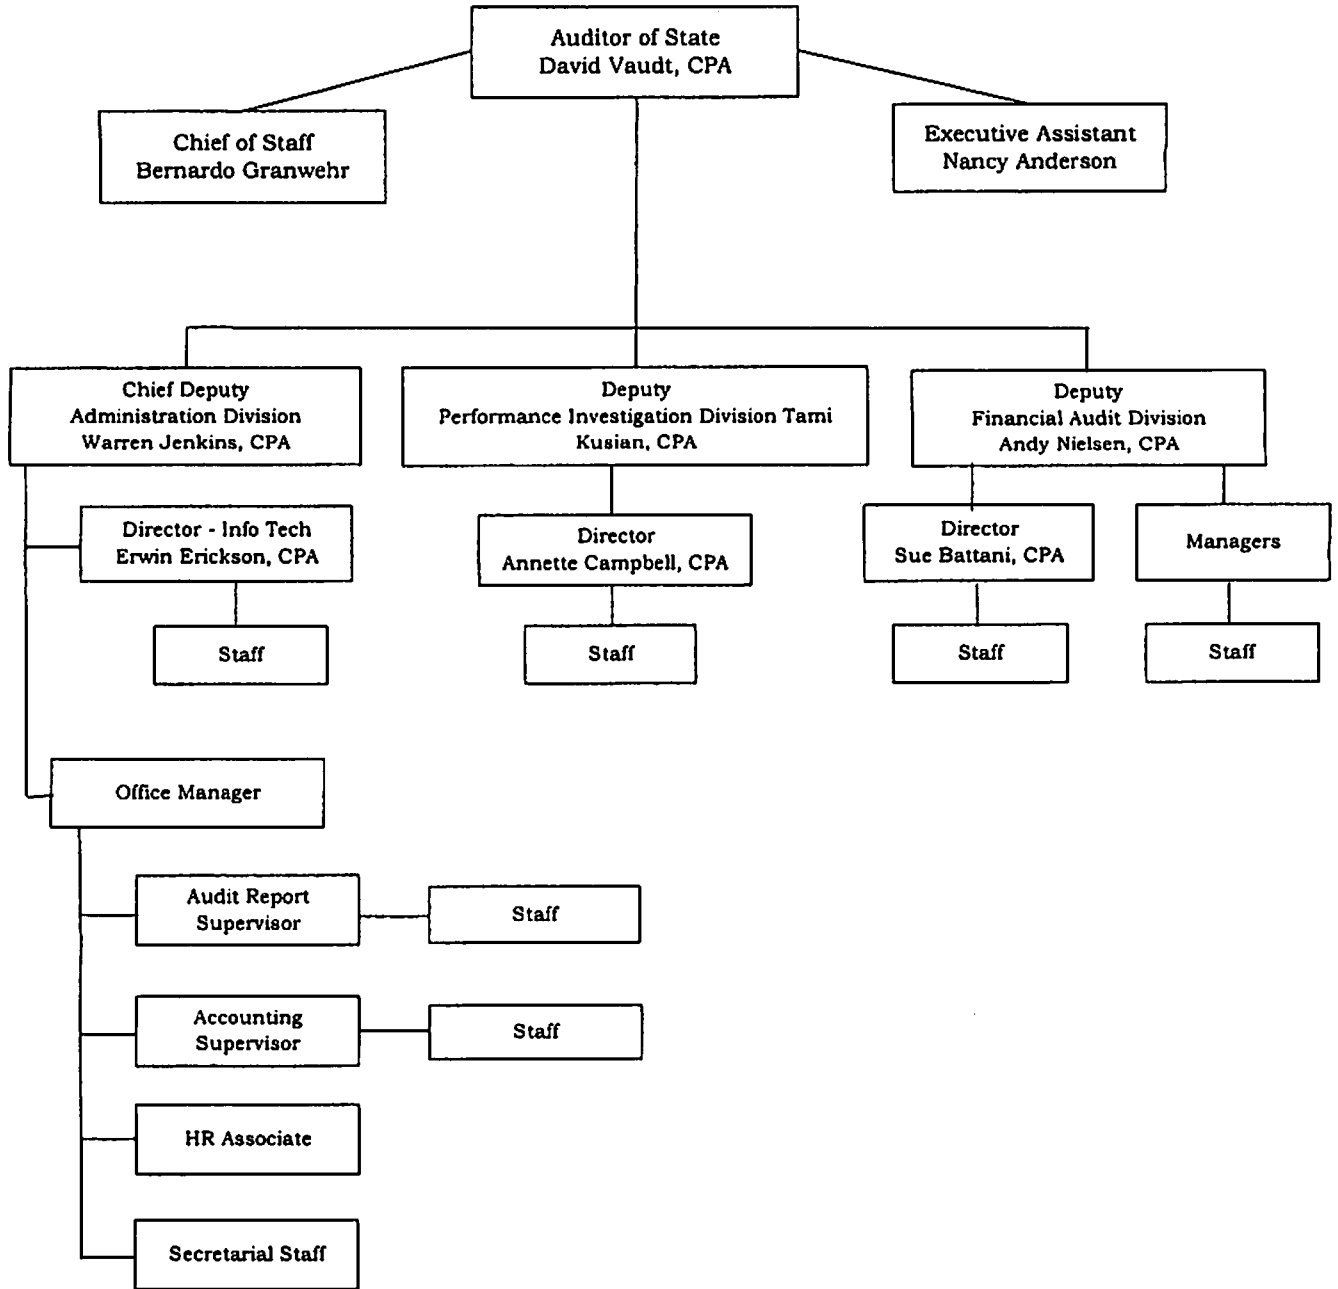 Auditor of State
David Vaudt, CPA
Chief of Staff
Bernardo Granwehr
Executive Assistant
Nancy Anderson
Chief Deputy
Administration Division
Warren Jenkins, CPA
Deputy
Performance Investigation Division Tami
Kusian, CPA
Deputy
Financial Audit Division
Andy Nielsen, CPA
Director - Info Tech
Erwin Erickson, CPA
Director
Annette Campbell, CPA
Director
Sue Battani, CPA
Managers
Staff
Staff
Staff
Staff
Office Manager
Audit Report
Supervisor
Staff
Accounting
Supervisor
Staff
HR Associate
Secretarial Staff